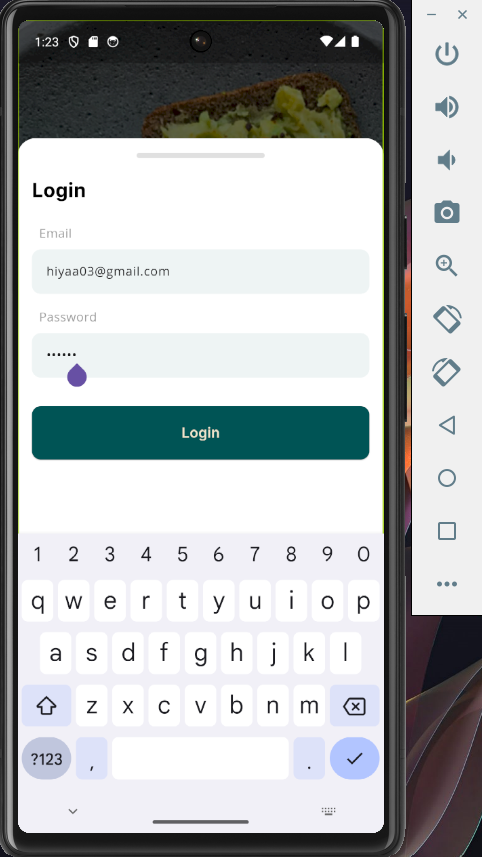 1:23
Login
Email
hiyaa03@gmail.com
Password
••••••
Login
1 2 3 4 5 6 7 8 9 0
q w e r t y u i o p
a s d f g h j k l
z x c v b n m
?123 , .